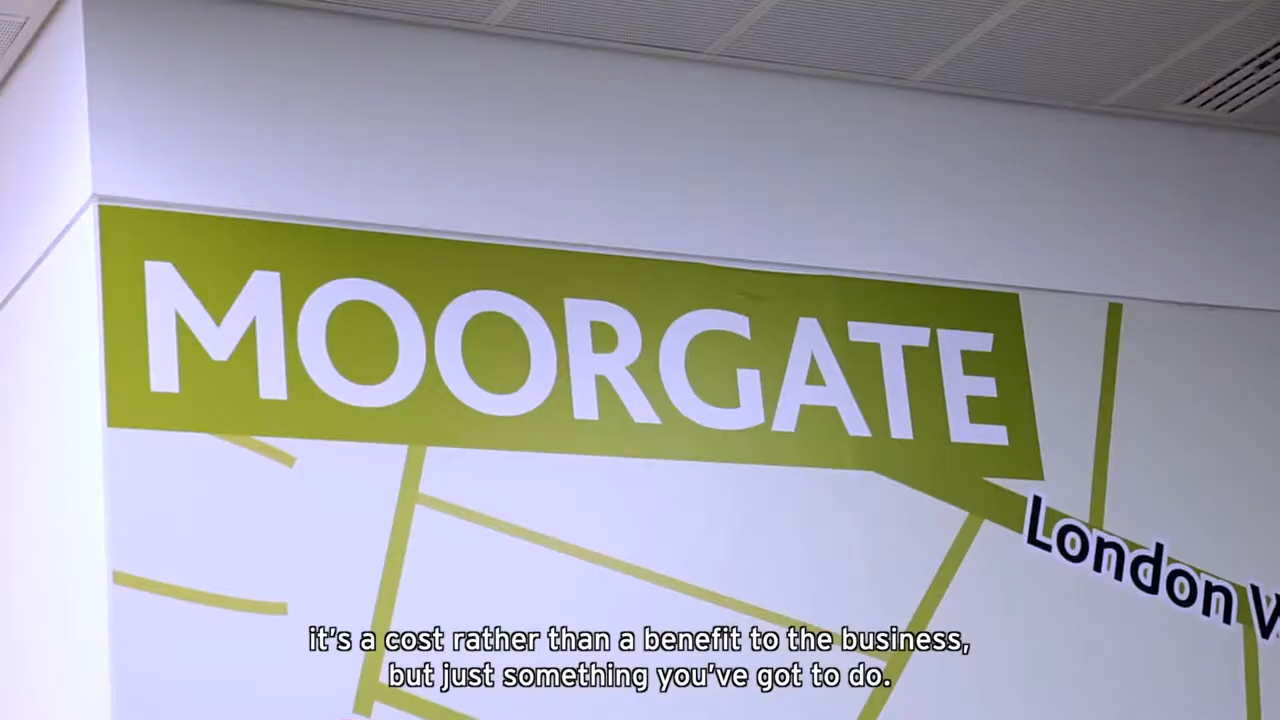 MOORGATE
London
it's a cost rather than a benefit to the business,
but just something you've got to do.